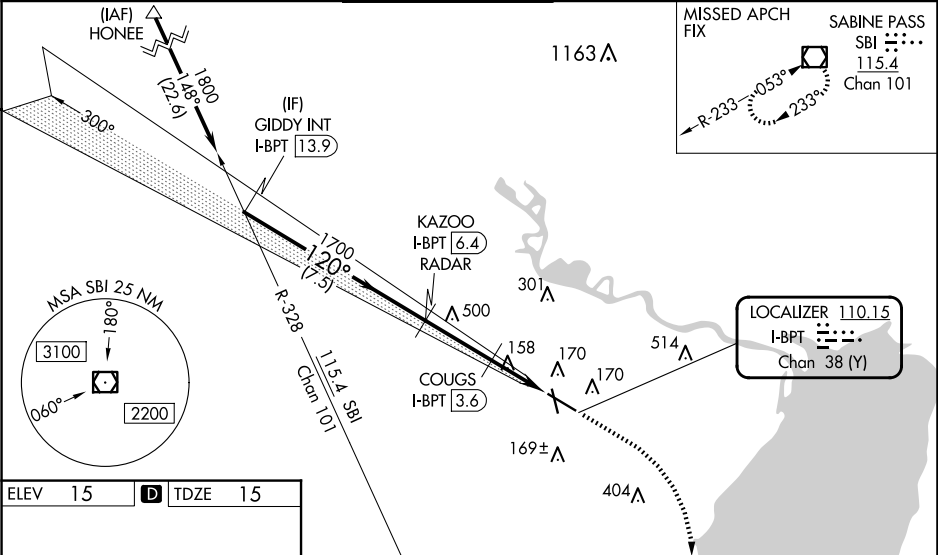 (IAF)
HONEE
1800
148°
(22.6)
(IF)
GIDDY INT
I-BPT 13.9
300°
1163
MISSED APCH
FIX
SABINE PASS
SBI
115.4
Chan 101
R-233
053°
233°
KAZOO
I-BPT 6.4
RADAR
1700
120°
(7.5)
R-328
115.4 SBI
Chan 101
500
301
158
170
170
514
COUGS
I-BPT 3.6
169±
404
LOCALIZER 110.15
I-BPT
Chan 38 (Y)
MSA SBI 25 NM
180°
3100
060°
2200
ELEV 15 D TDZE 15